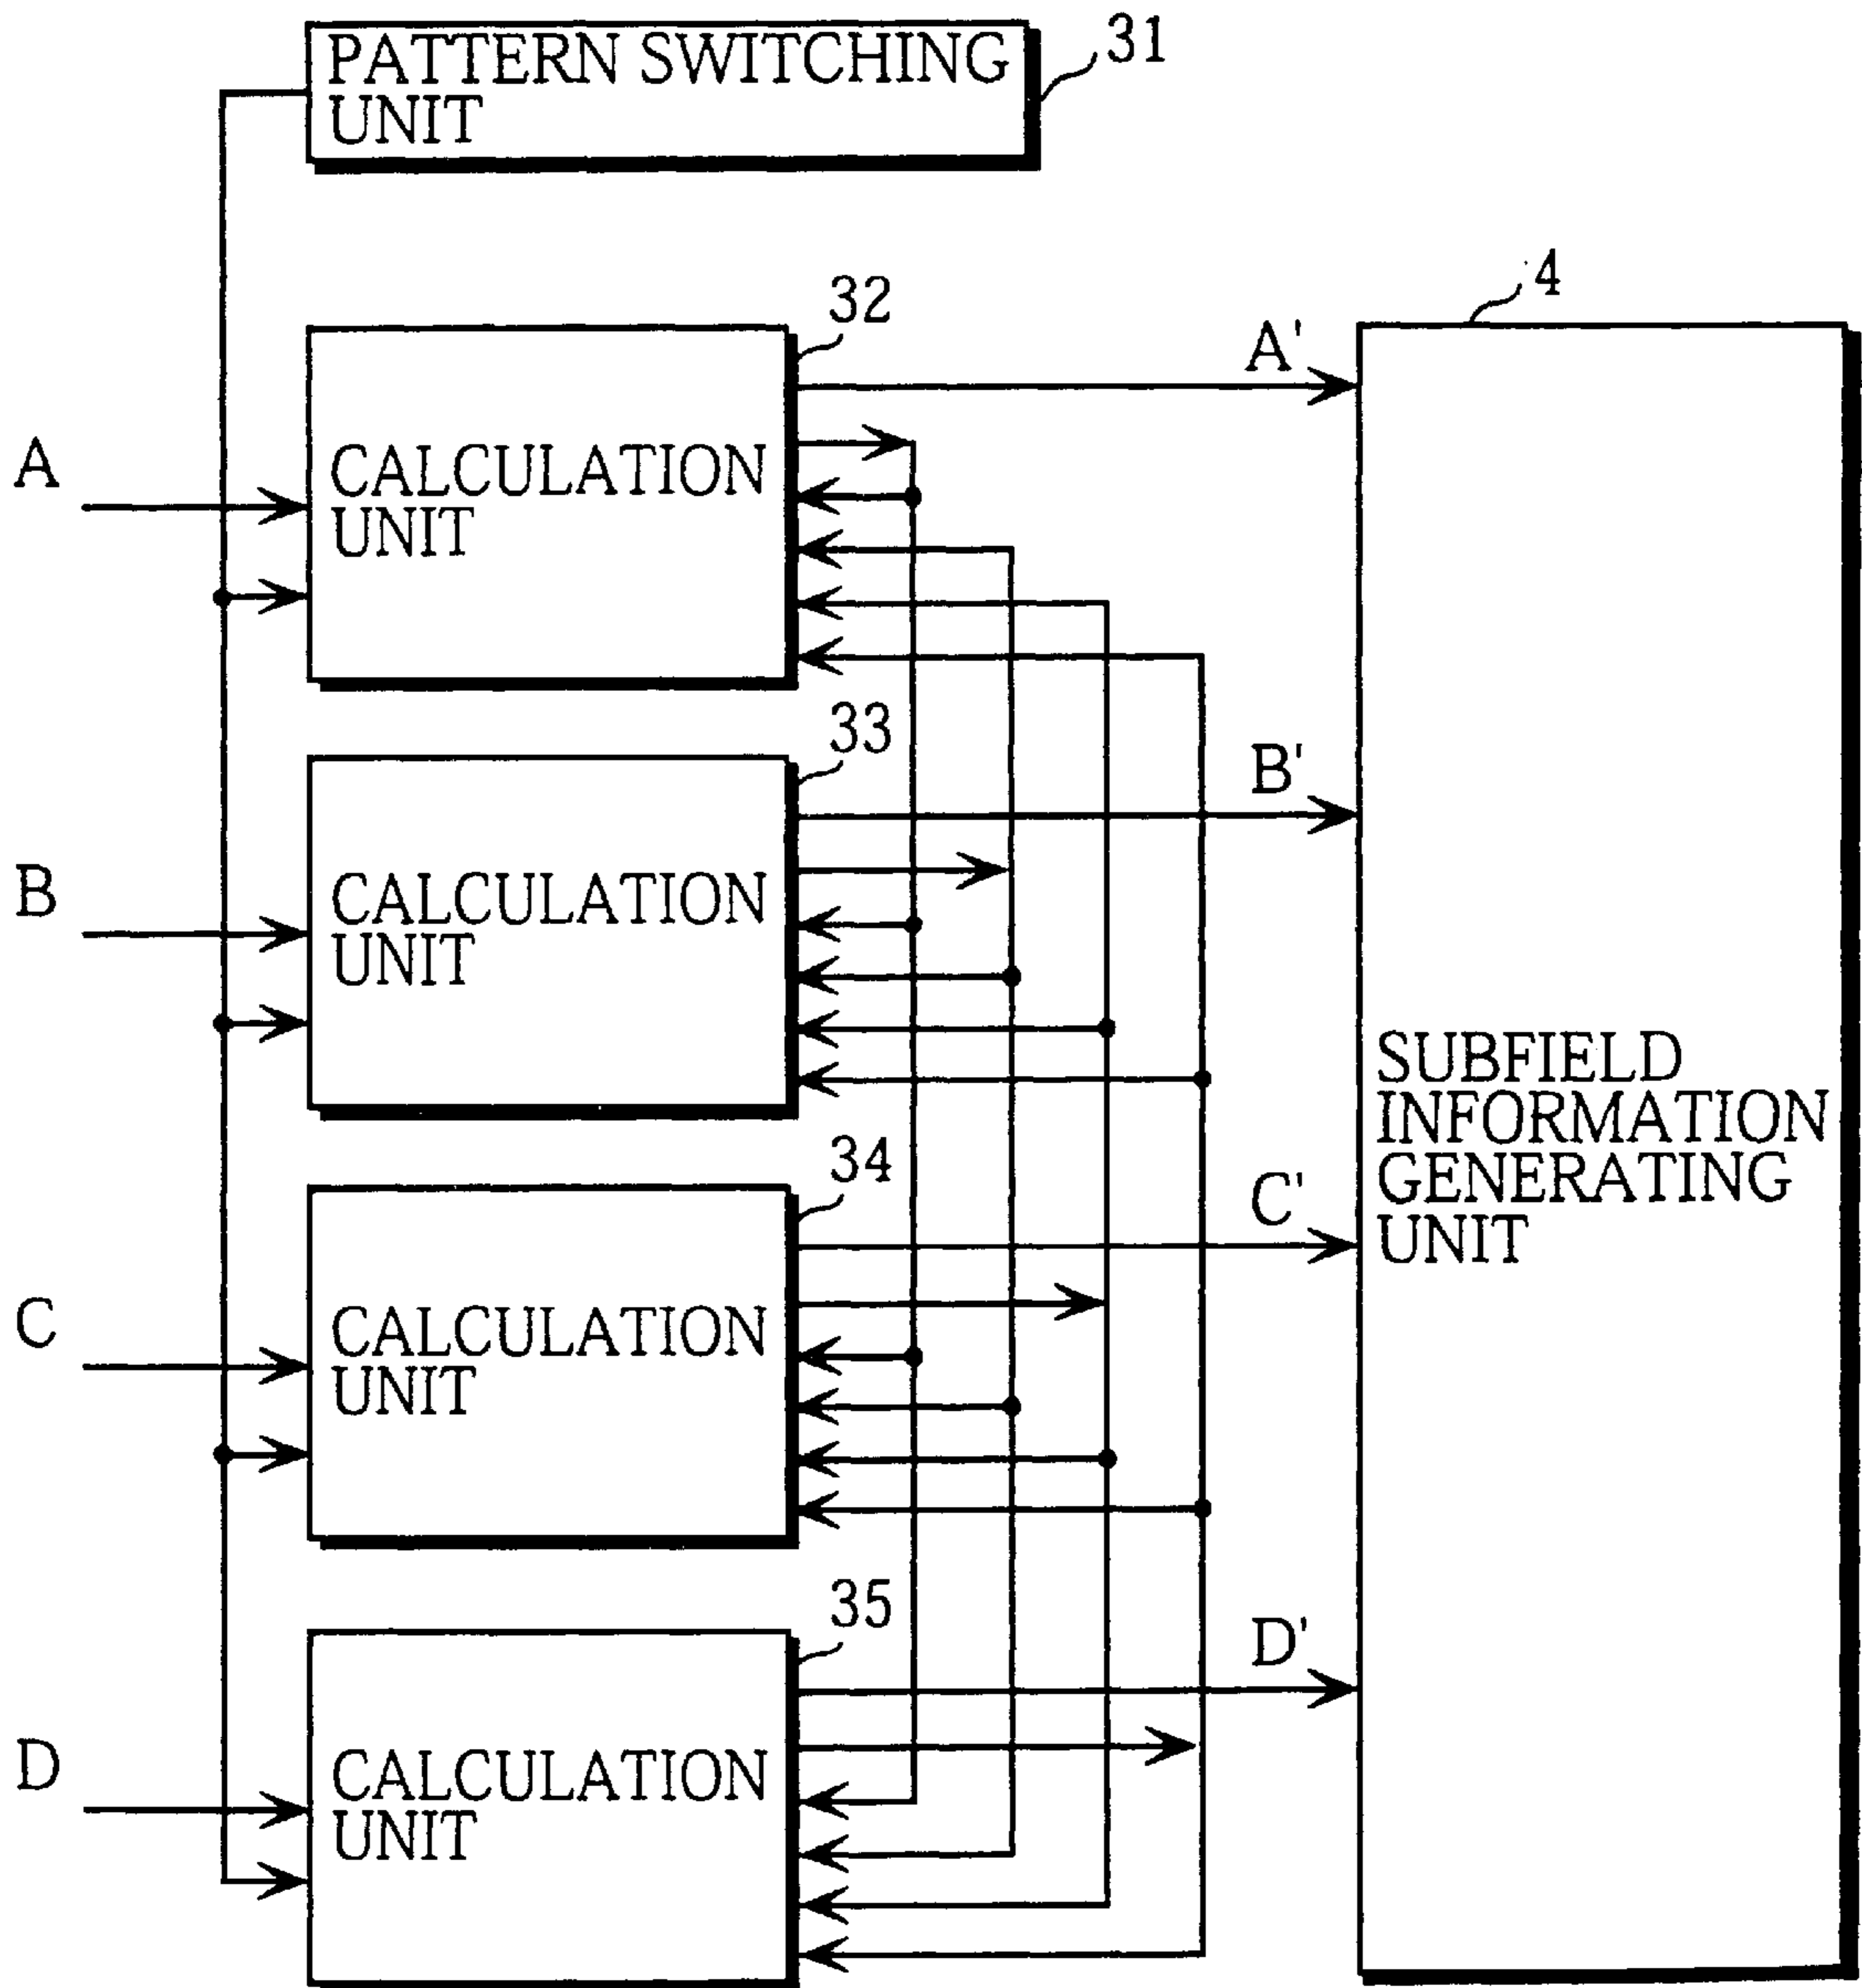 PATTERN SWITCHING
UNIT
31
4
32
A'
A
CALCULATION
UNIT
33
B'
B
CALCULATION
UNIT
SUBFIELD
INFORMATION
GENERATING
UNIT
34
C'
C
CALCULATION
UNIT
35
D'
D
CALCULATION
UNIT